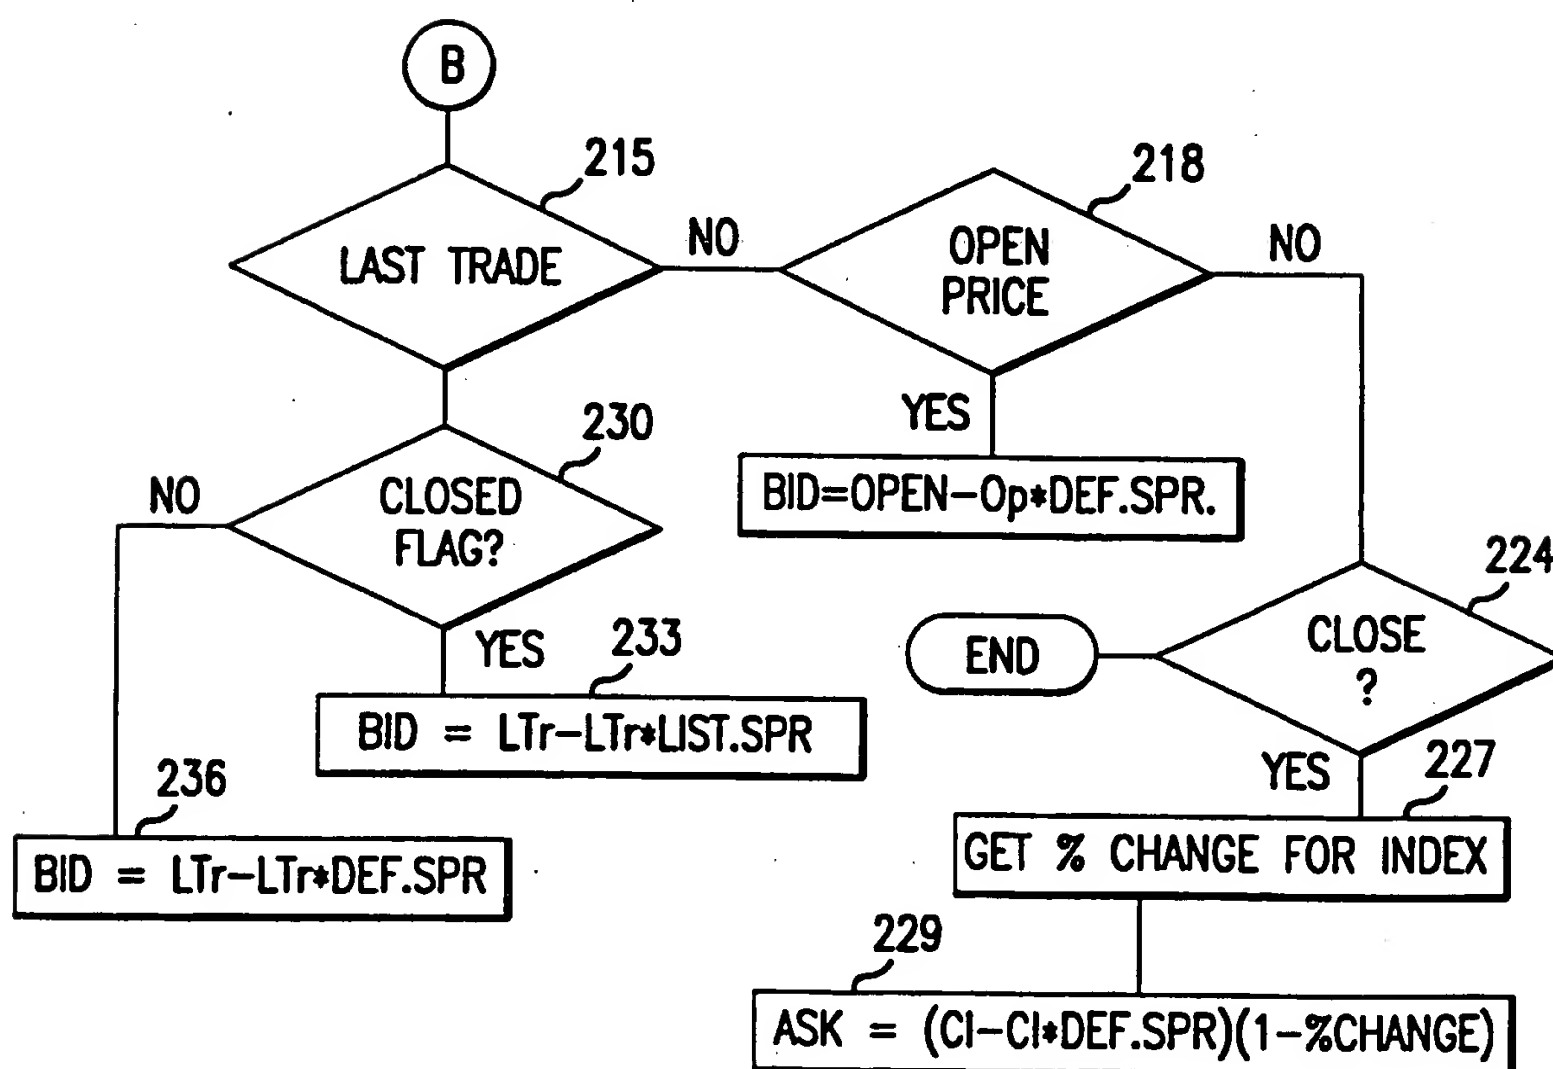 B
215
218
LAST TRADE
NO
OPEN
PRICE
NO
YES
230
NO
CLOSED
FLAG?
BID=OPEN-Op*DEF.SPR.
224
END
CLOSE
?
YES
233
BID = LTr-LTr*LIST.SPR
YES
227
236
BID = LTr-LTr*DEF.SPR
GET % CHANGE FOR INDEX
229
ASK = (Cl-Cl*DEF.SPR)(1-%CHANGE)